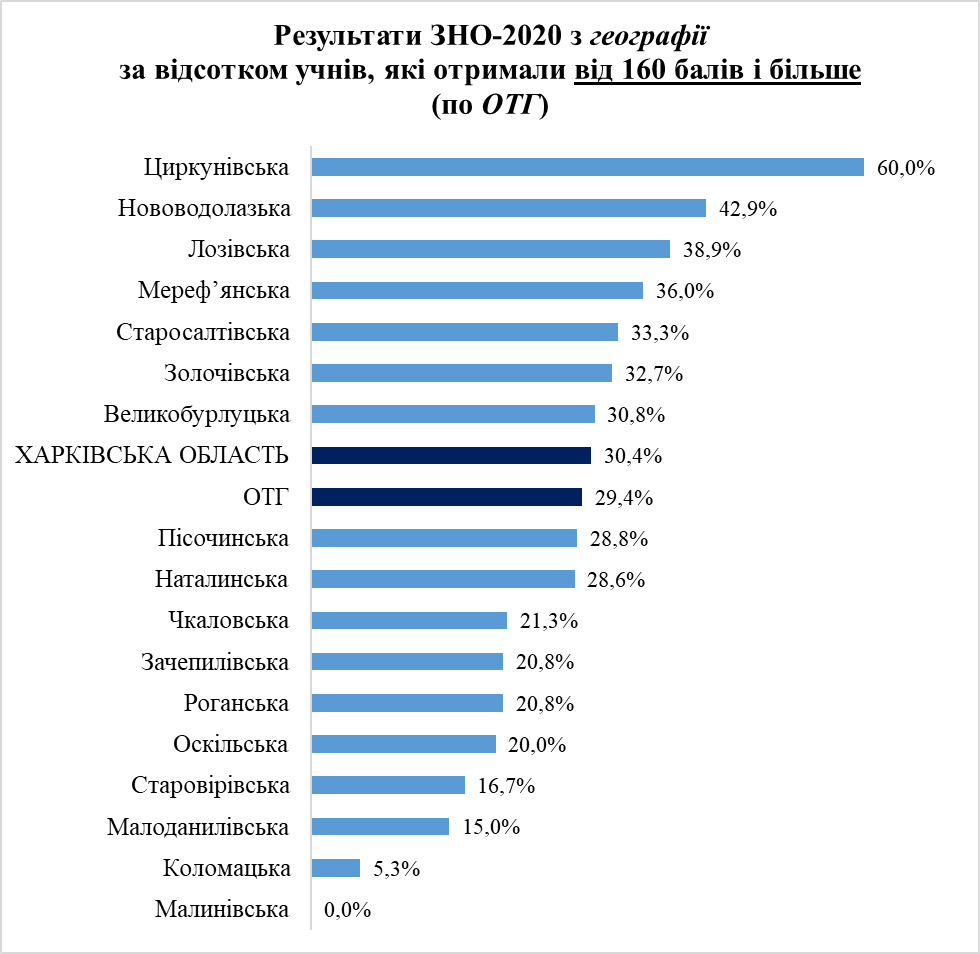 Результати ЗНО-2020 з географії
за відсотком учнів, які отримали від 160 балів і більше
(по ОТГ)
Циркунівська 60,0%
Нововодолазька 42,9%
Лозівська 38,9%
Мереф’янська 36,0%
Старосалтівська 33,3%
Золочівська 32,7%
Великобурлуцька 30,8%
ХАРКІВСЬКА ОБЛАСТЬ 30,4%
ОТГ 29,4%
Пісочинська 28,8%
Наталинська 28,6%
Чкаловська 21,3%
Зачепилівська 20,8%
Роганська 20,8%
Оскільська 20,0%
Старовірівська 16,7%
Малоданилівська 15,0%
Коломацька 5,3%
Малинівська 0,0%